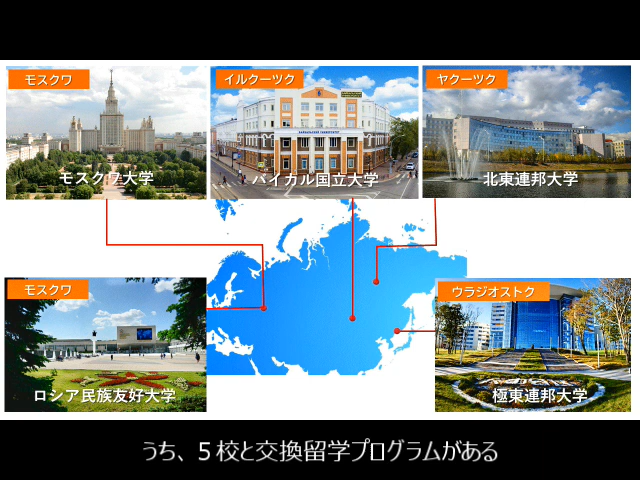 モスクワ
イルクーツク
ヤクーツク
モスクワ大学
バイカル国立大学
北東連邦大学
モスクワ
ウラジオストク
ロシア民族友好大学
極東連邦大学
うち、5校と交換留学プログラムがある